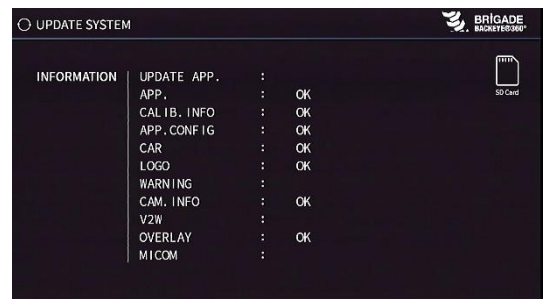 UPDATE SYSTEM
BRIGADE
BACKEYE®360®
SD Card
INFORMATION
UPDATE APP. :
APP. : OK
CALIB. INFO : OK
APP.CONFIG : OK
CAR : OK
LOGO : OK
WARNING :
CAM. INFO : OK
V2W :
OVERLAY : OK
MICOM :